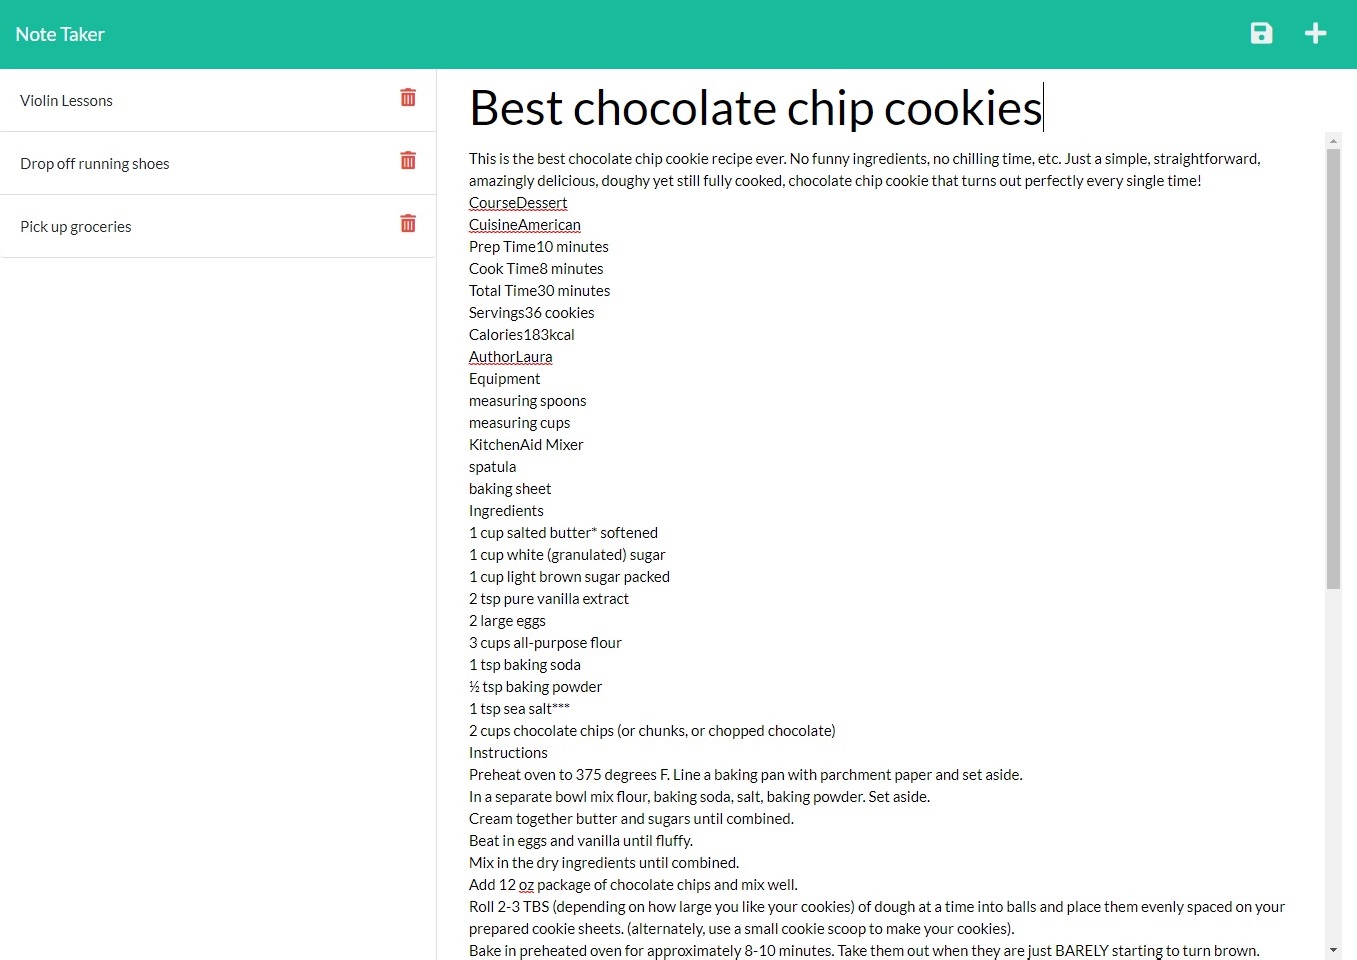 Note Taker
Violin Lessons
Drop off running shoes
Pick up groceries
Best chocolate chip cookies
This is the best chocolate chip cookie recipe ever. No funny ingredients, no chilling time, etc. Just a simple, straightforward,
amazingly delicious, doughy yet still fully cooked, chocolate chip cookie that turns out perfectly every single time!
CourseDessert
CuisineAmerican
Prep Time10 minutes
Cook Time8 minutes
Total Time30 minutes
Servings36 cookies
Calories183kcal
AuthorLaura
Equipment
measuring spoons
measuring cups
KitchenAid Mixer
spatula
baking sheet
Ingredients
1 cup salted butter* softened
1 cup white (granulated) sugar
1 cup light brown sugar packed
2 tsp pure vanilla extract
2 large eggs
3 cups all-purpose flour
1 tsp baking soda
½ tsp baking powder
1 tsp sea salt***
2 cups chocolate chips (or chunks, or chopped chocolate)
Instructions
Preheat oven to 375 degrees F. Line a baking pan with parchment paper and set aside.
In a separate bowl mix flour, baking soda, salt, baking powder. Set aside.
Cream together butter and sugars until combined.
Beat in eggs and vanilla until fluffy.
Mix in the dry ingredients until combined.
Add 12 oz package of chocolate chips and mix well.
Roll 2-3 TBS (depending on how large you like your cookies) of dough at a time into balls and place them evenly spaced on your
prepared cookie sheets. (alternately, use a small cookie scoop to make your cookies).
Bake in preheated oven for approximately 8-10 minutes. Take them out when they are just BARELY starting to turn brown.